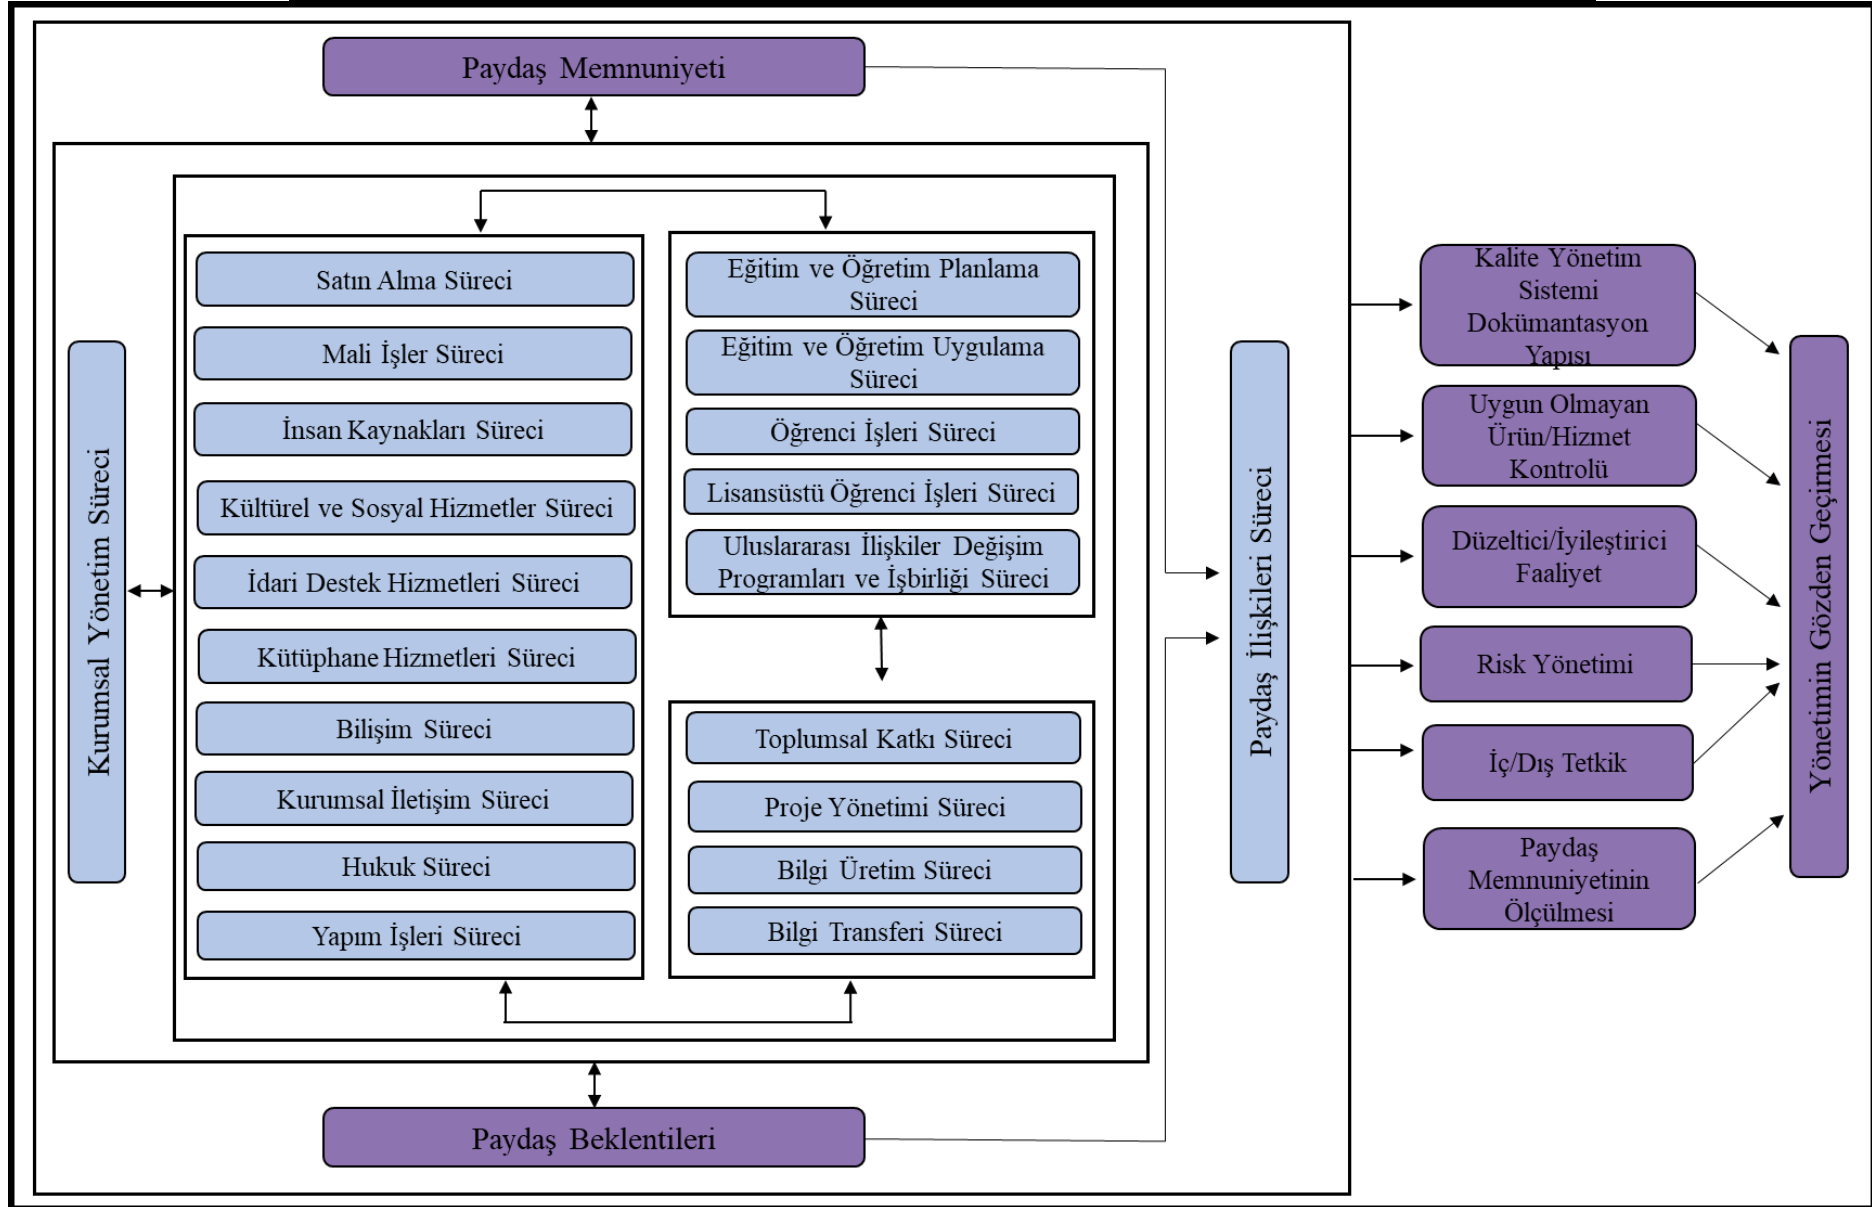 Paydaş Memnuniyeti
Kurumsal Yönetim Süreci
Satın Alma Süreci
Mali İşler Süreci
İnsan Kaynakları Süreci
Kültürel ve Sosyal Hizmetler Süreci
İdari Destek Hizmetleri Süreci
Kütüphane Hizmetleri Süreci
Bilişim Süreci
Kurumsal İletişim Süreci
Hukuk Süreci
Yapım İşleri Süreci
Eğitim ve Öğretim Planlama
Süreci
Eğitim ve Öğretim Uygulama
Süreci
Öğrenci İşleri Süreci
Lisansüstü Öğrenci İşleri Süreci
Uluslararası İlişkiler Değişim
Programları ve İşbirliği Süreci
Toplumsal Katkı Süreci
Proje Yönetimi Süreci
Bilgi Üretim Süreci
Bilgi Transferi Süreci
Paydaş Beklentileri
Paydaş İlişkileri Süreci
Kalite Yönetim
Sistemi
Dokümantasyon
Yapısı
Uygun Olmayan
Ürün/Hizmet
Kontrolü
Düzeltici/İyileştirici
Faaliyet
Risk Yönetimi
İç/Dış Tetkik
Paydaş
Memnuniyetinin
Ölçülmesi
Yönetimin Gözden Geçirmesi